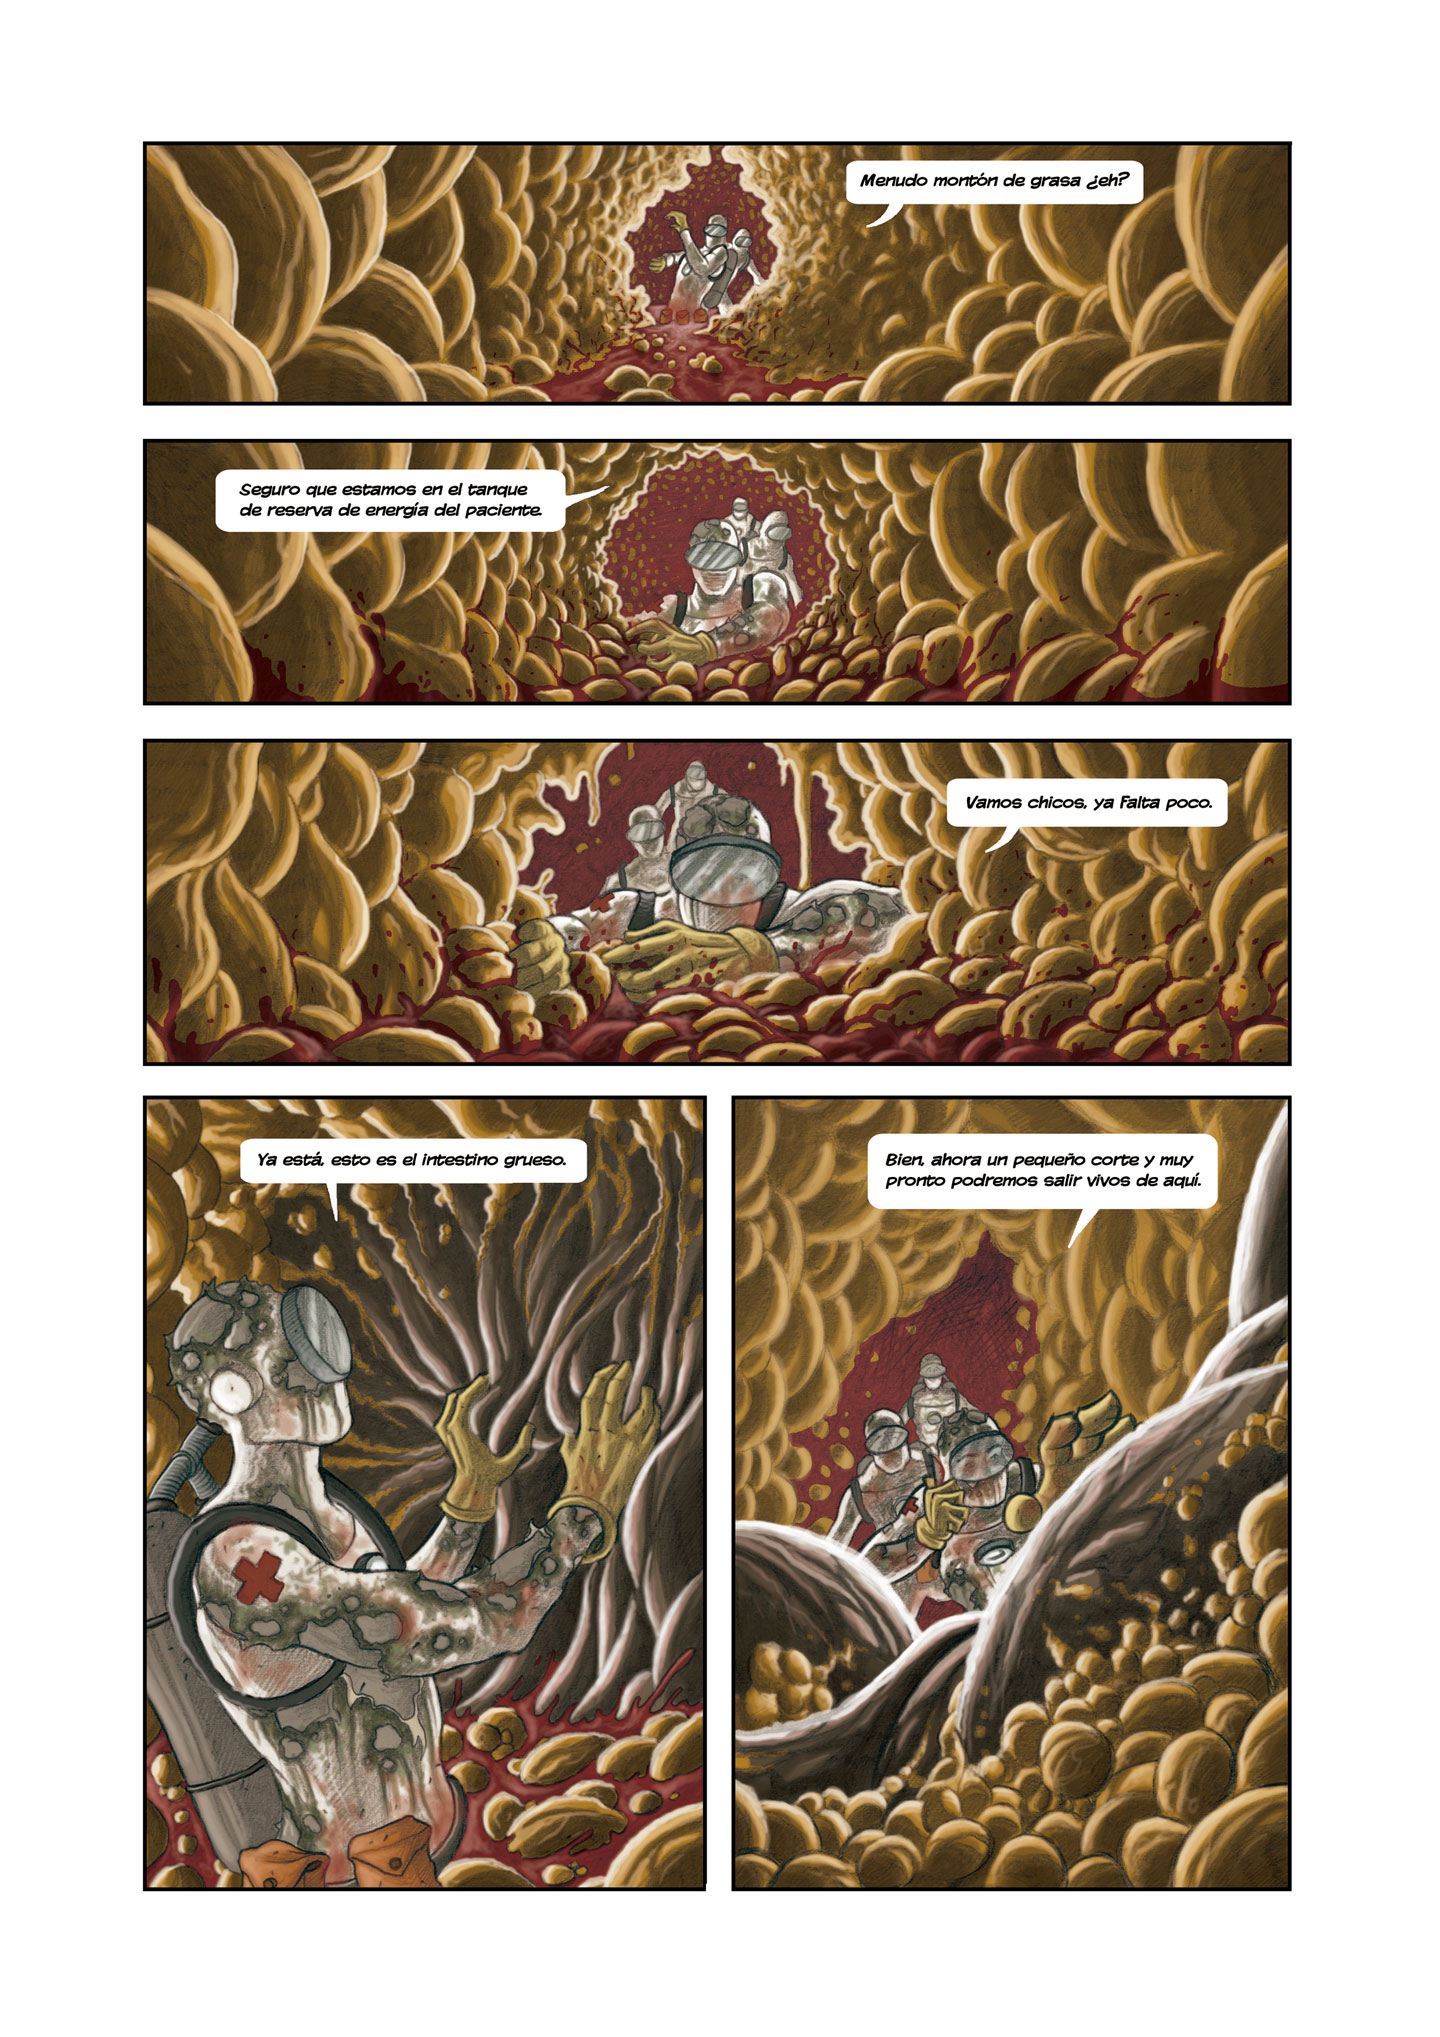 Menudo montón de grasa ¿eh?
Seguro que estamos en el tanque
de reserva de energía del paciente.
Vamos chicos, ya Falta poco.
Ya está, esto es el intestino grueso.
Bien, ahora un pequeño corte y muy
pronto podremos salir vivos de aquí.